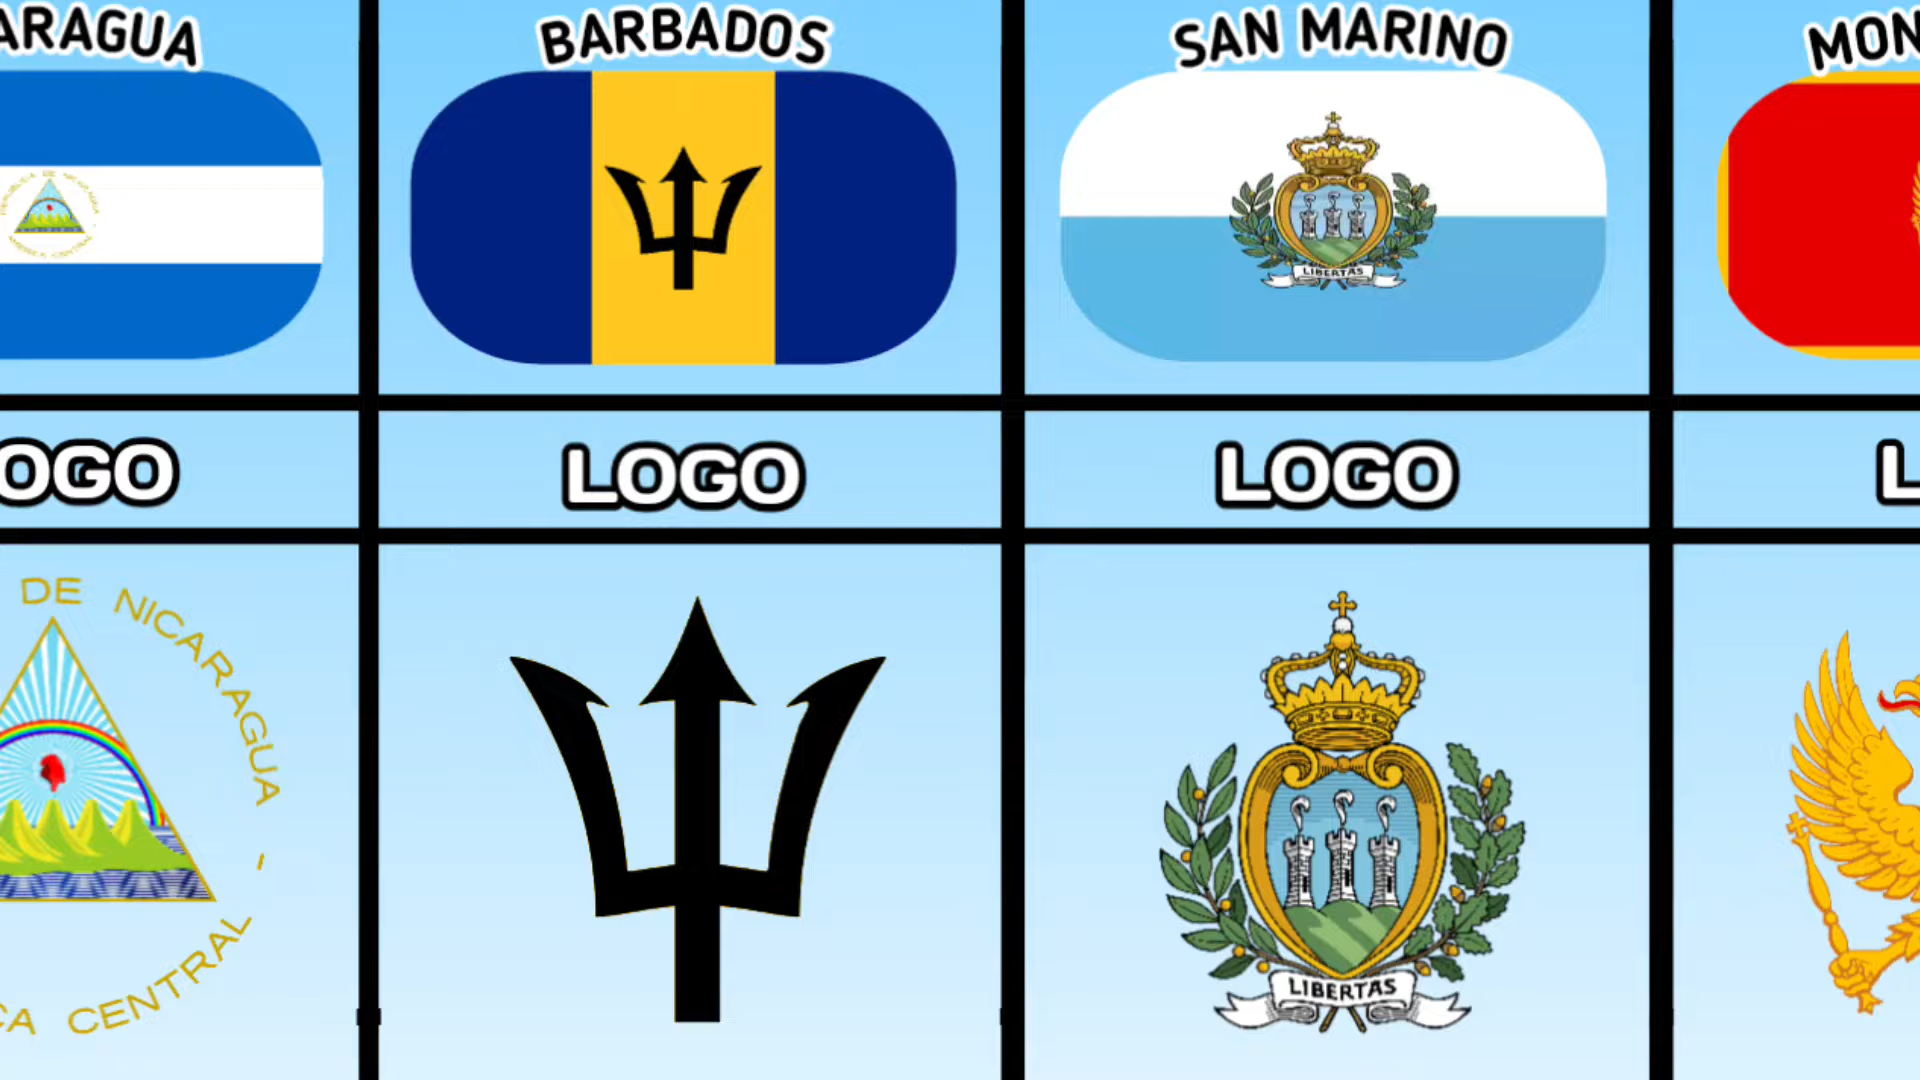 ARAGUA
BARBADOS
SAN MARINO
MON
OGO
LOGO
LOGO
L
DE NICARAGUA - CA CENTRAL
LIBERTAS
LIBERTAS